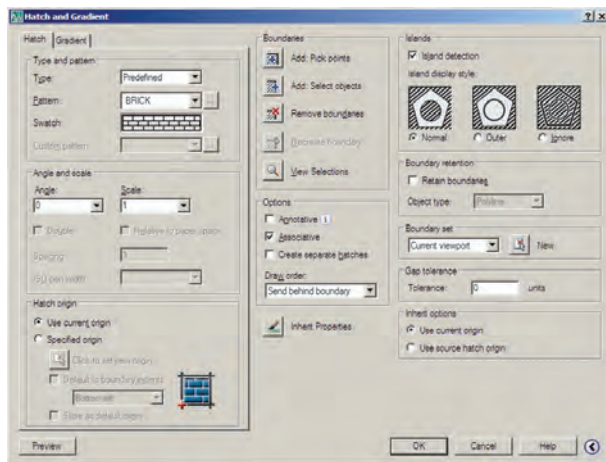 Hatch and Gradient
Hatch
Gradient
Type and pattern
Type:
Predefined
Pattern:
BRICK
Swatch:
Custom pattern:
Angle and scale
Angle:
Scale:
0
1
Double
Relative to paper space
Spacing:
1
ISO pen width:
Hatch origin
Use current origin
Specified origin
Click to set new origin
Default to boundary extents
Store as default origin
Preview
Boundaries
Add: Pick points
Add: Select objects
Remove boundaries
Recreate boundary
View Selections
Options
Annotative
Associative
Create separate hatches
Draw order:
Send behind boundary
Inherit Properties
Islands
Island detection
Island display style:
Normal
Outer
Ignore
Boundary retention
Retain boundaries
Object type:
Polyline
Boundary set
Current viewport
New
Gap tolerance
Tolerance:
0
units
Inherit options
Use current origin
Use source hatch origin
OK
Cancel
Help